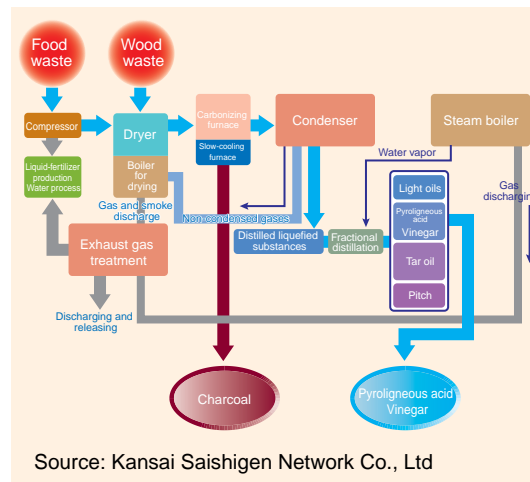 Food
waste
Wood
waste
Compressor
Dryer
Carbonizing
furnace
Slow-cooling
furnace
Condenser
Steam boiler
Liquid-fertilizer
production
Water process
Boiler
for
drying
Water vapor
Gas
discharging
Gas and smoke
discharge
Non-condensed gases
Light oils
Pyroligneous
acid
Vinegar
Distilled liquefied
substances
Fractional
distillation
Tar oil
Pitch
Exhaust gas
treatment
Discharging and
releasing
Charcoal
Pyroligneous acid
Vinegar
Source: Kansai Saishigen Network Co., Ltd